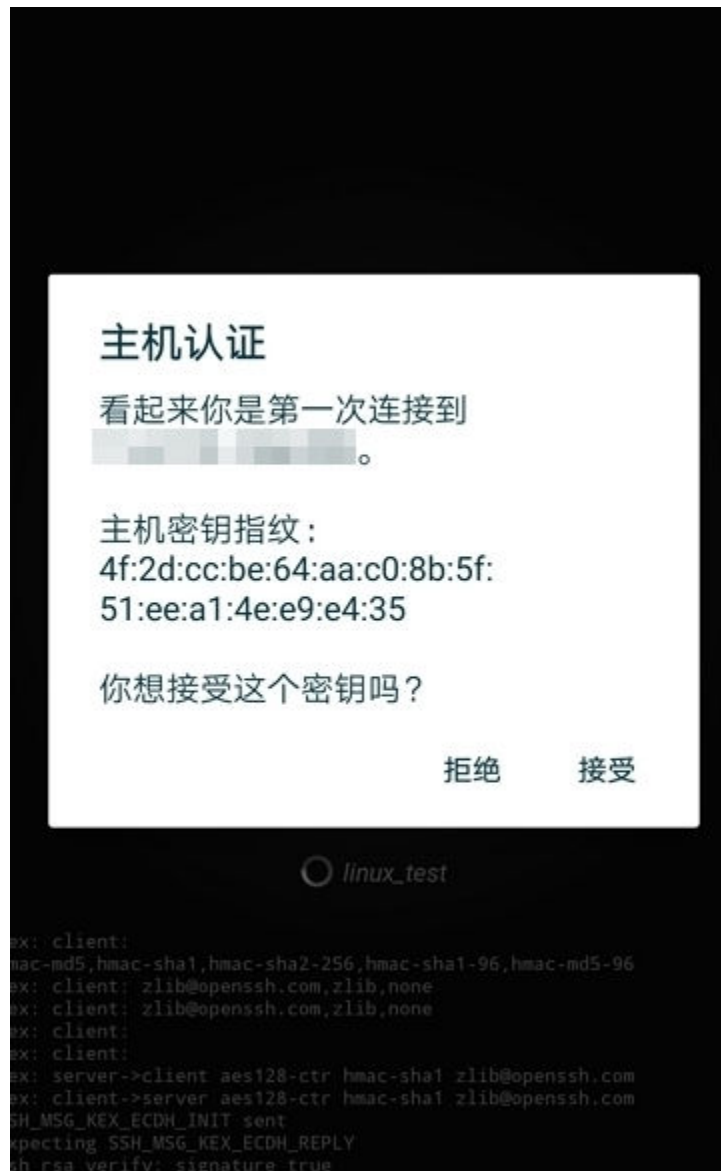 主机认证
看起来你是第一次连接到
。
主机密钥指纹:
4f:2d:cc:be:64:aa:c0:8b:5f:
51:ee:a1:4e:e9:e4:35
你想接受这个密钥吗?
拒绝 接受
linux_test
ex: client:
mac-md5,hmac-sha1,hmac-sha2-256,hmac-sha1-96,hmac-md5-96
ex: client: zlib@openssh.com,zlib,none
ex: client: zlib@openssh.com,zlib,none
ex: client:
ex: client:
ex: server->client aes128-ctr hmac-sha1 zlib@openssh.com
ex: client->server aes128-ctr hmac-sha1 zlib@openssh.com
SH_MSG_KEX_ECDH_INIT sent
xpecting SSH_MSG_KEX_ECDH_REPLY
sh_rsa_verify: signature true